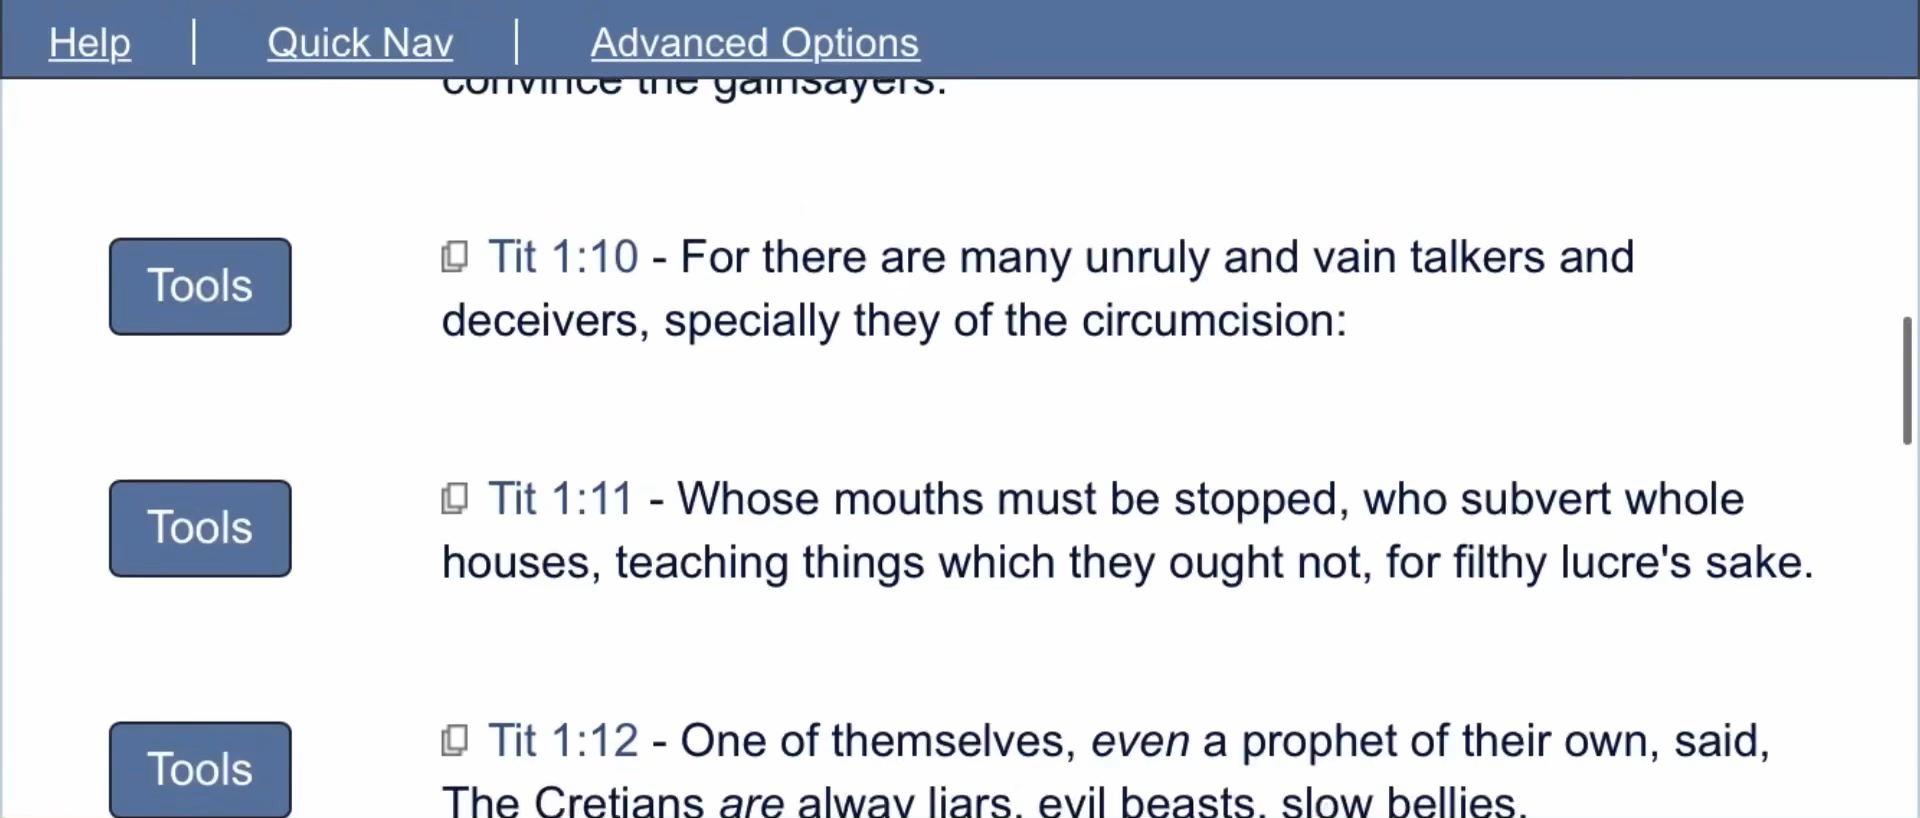 Help | Quick Nav | Advanced Options
convince the gainsayers.
Tools
Tit 1:10 - For there are many unruly and vain talkers and
deceivers, specially they of the circumcision:
Tools
Tit 1:11 - Whose mouths must be stopped, who subvert whole
houses, teaching things which they ought not, for filthy lucre's sake.
Tools
Tit 1:12 - One of themselves, even a prophet of their own, said,
The Cretians are alway liars, evil beasts, slow bellies.